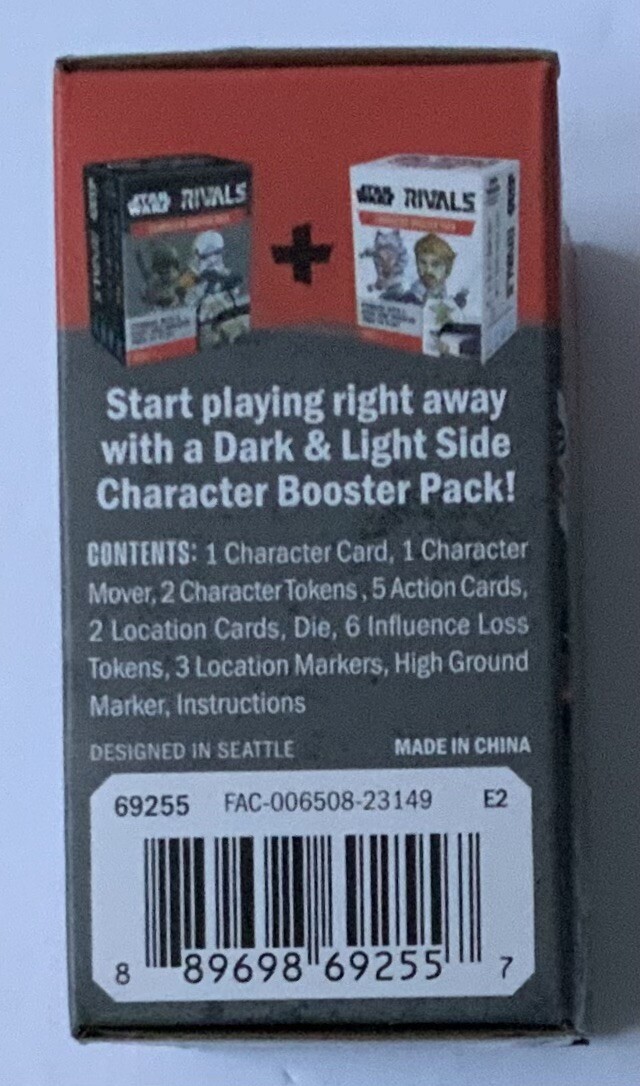 STAR WARS RIVALS
STAR WARS RIVALS
+
Start playing right away
with a Dark & Light Side
Character Booster Pack!
CONTENTS: 1 Character Card, 1 Character
Mover, 2 Character Tokens , 5 Action Cards,
2 Location Cards, Die, 6 Influence Loss
Tokens, 3 Location Markers, High Ground
Marker, Instructions
DESIGNED IN SEATTLE MADE IN CHINA
69255 FAC-006508-23149 E2
8 89698 69255 7